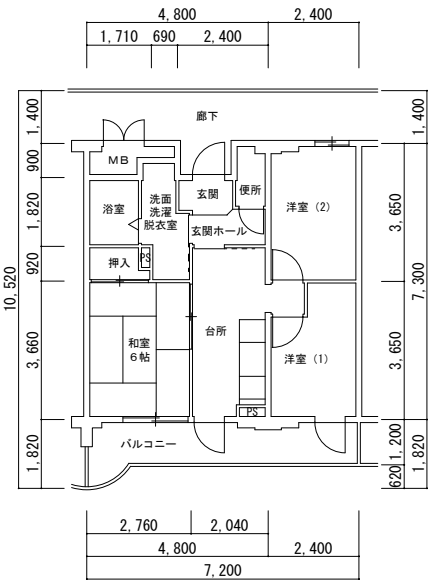 4,800
2,400
1,710
690
2,400
廊下
1,400
1,400
MB
900
浴室
洗面
洗濯
脱衣室
玄関
便所
洋室（2）
1,820
3,650
玄関ホール
押入
PS
920
10,520
7,300
和室
6帖
台所
洋室（1）
3,660
3,650
PS
バルコニー
1,820
1,200
620
1,820
2,760
2,040
4,800
2,400
7,200